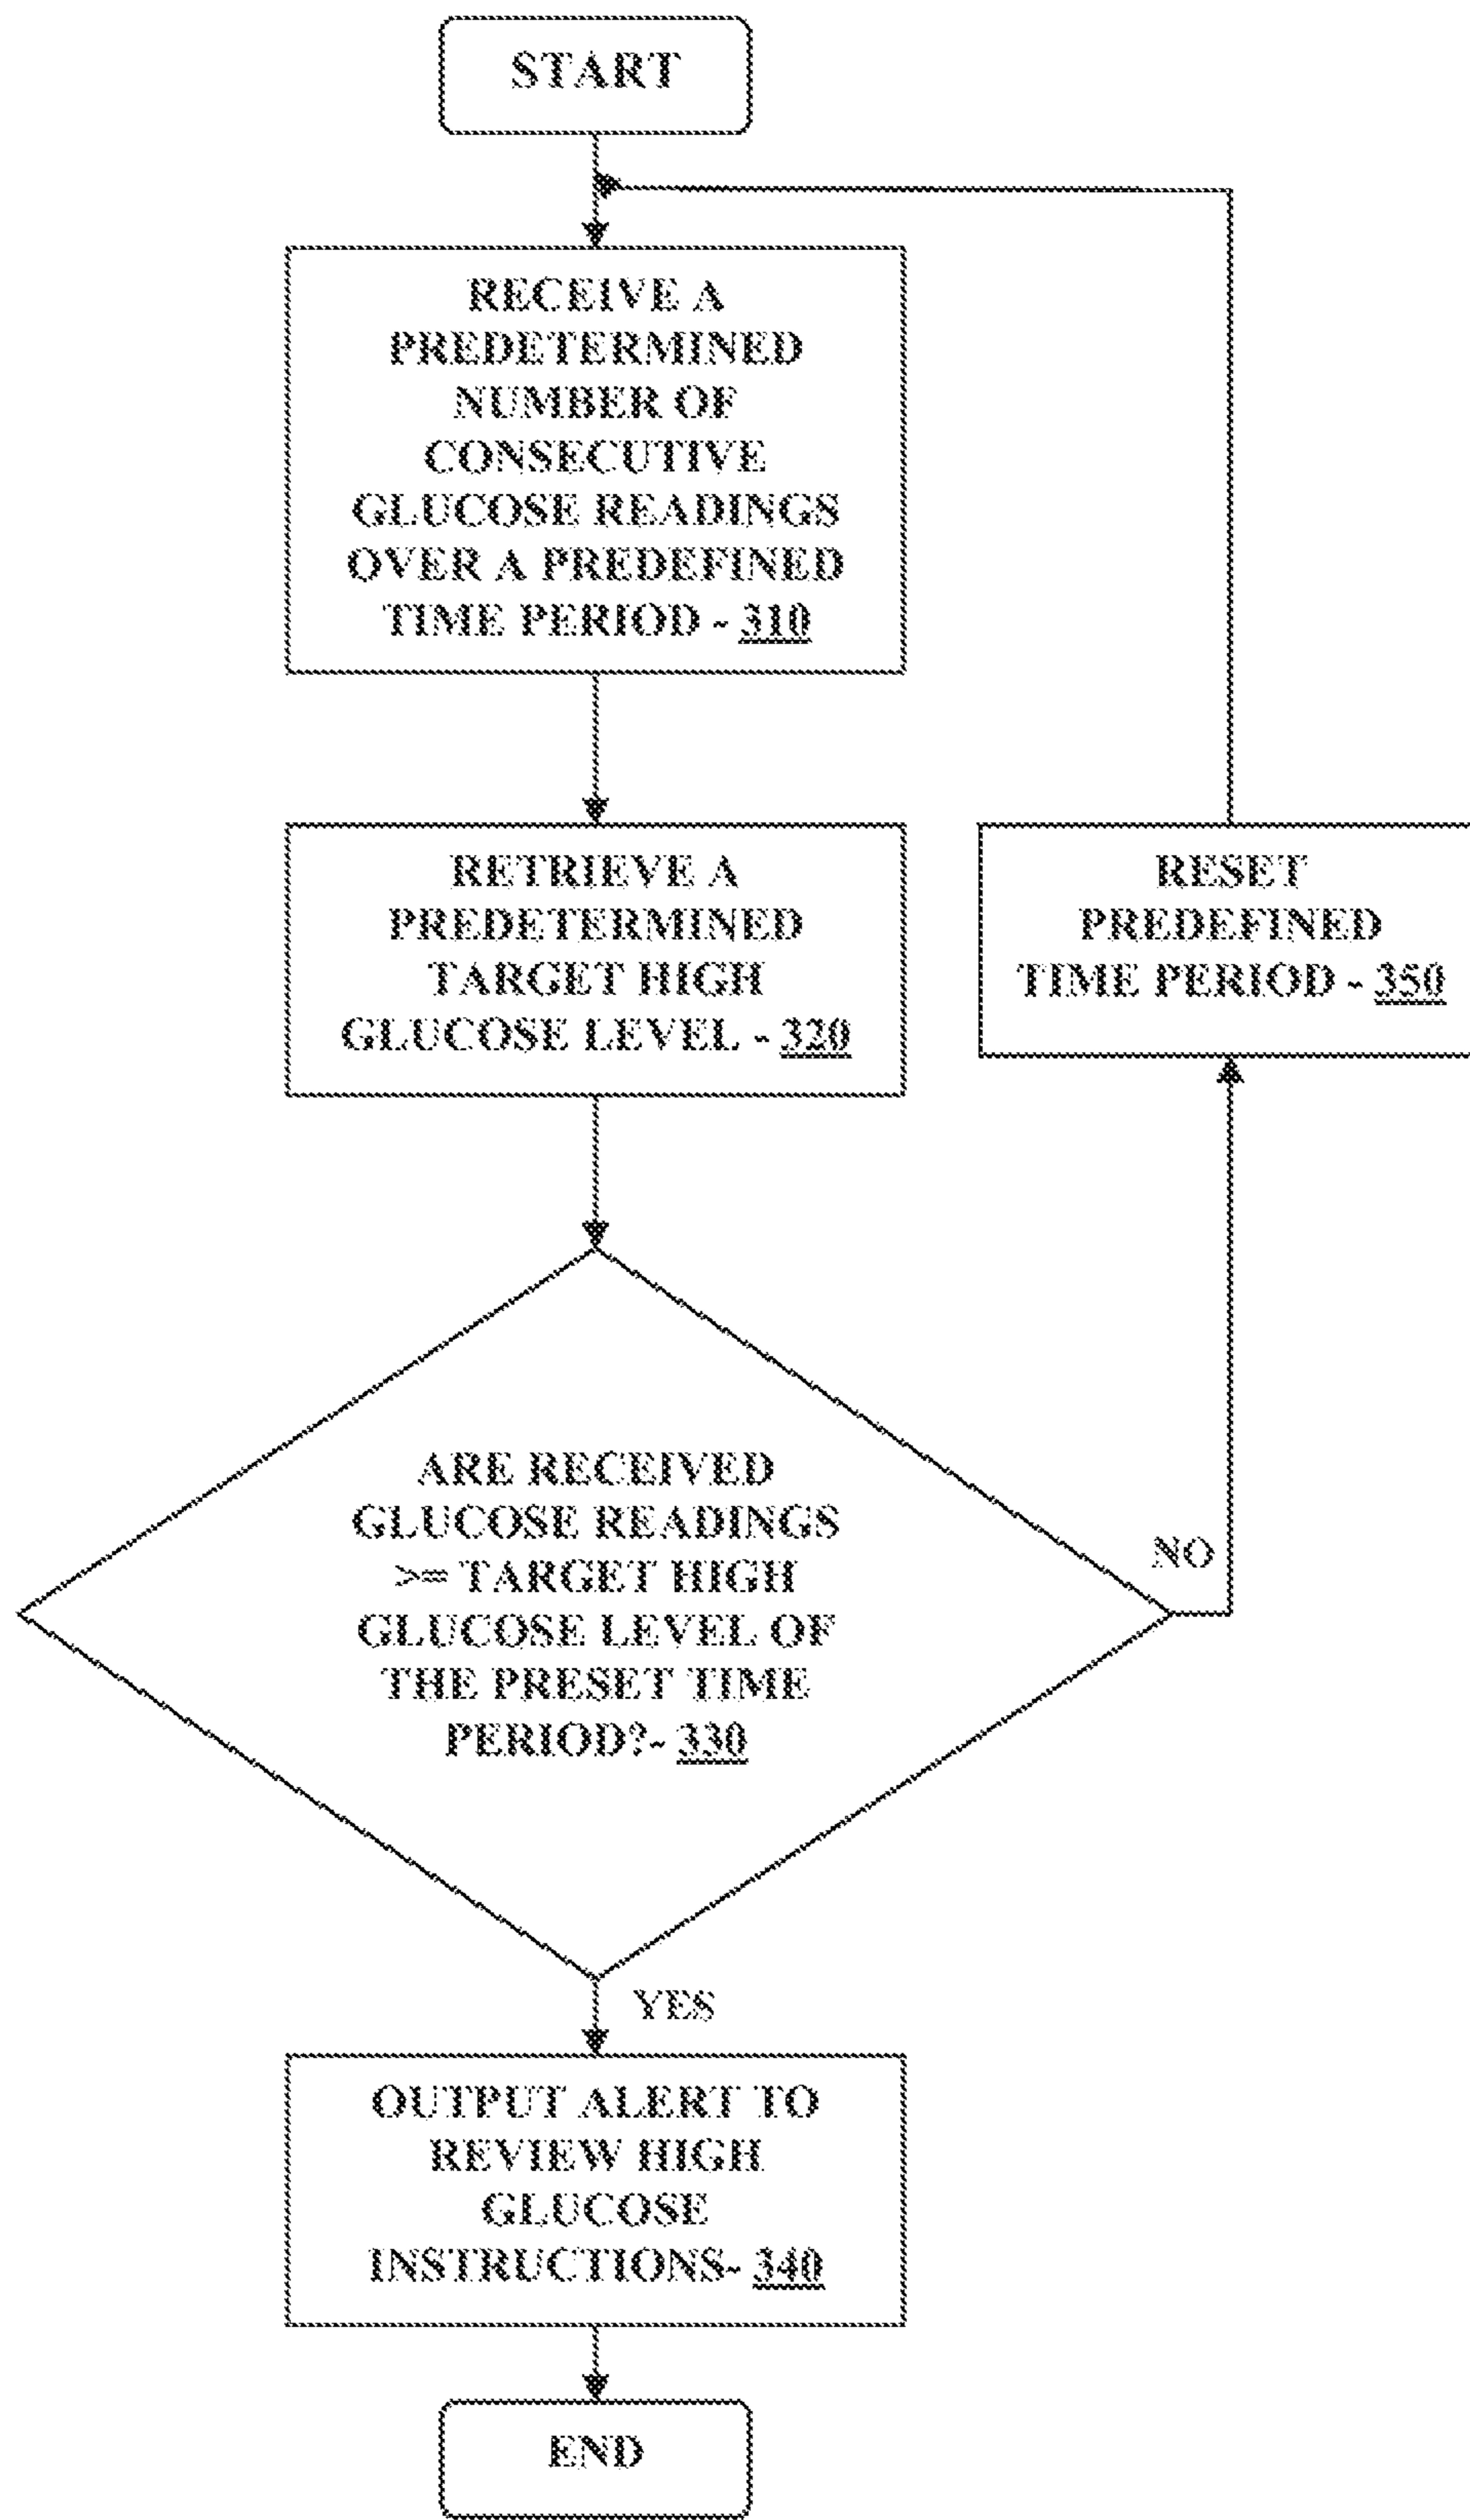 START
RECEIVE A
PREDETERMINED
NUMBER OF
CONSECUTIVE
GLUCOSE READINGS
OVER A PREDEFINED
TIME PERIOD - 310
RETRIEVE A
PREDETERMINED
TARGET HIGH
GLUCOSE LEVEL - 320
RESET
PREDEFINED
TIME PERIOD - 350
ARE RECEIVED
GLUCOSE READINGS
>= TARGET HIGH
GLUCOSE LEVEL OF
THE PRESET TIME
PERIOD?- 330
NO
YES
OUTPUT ALERT TO
REVIEW HIGH
GLUCOSE
INSTRUCTIONS- 340
END